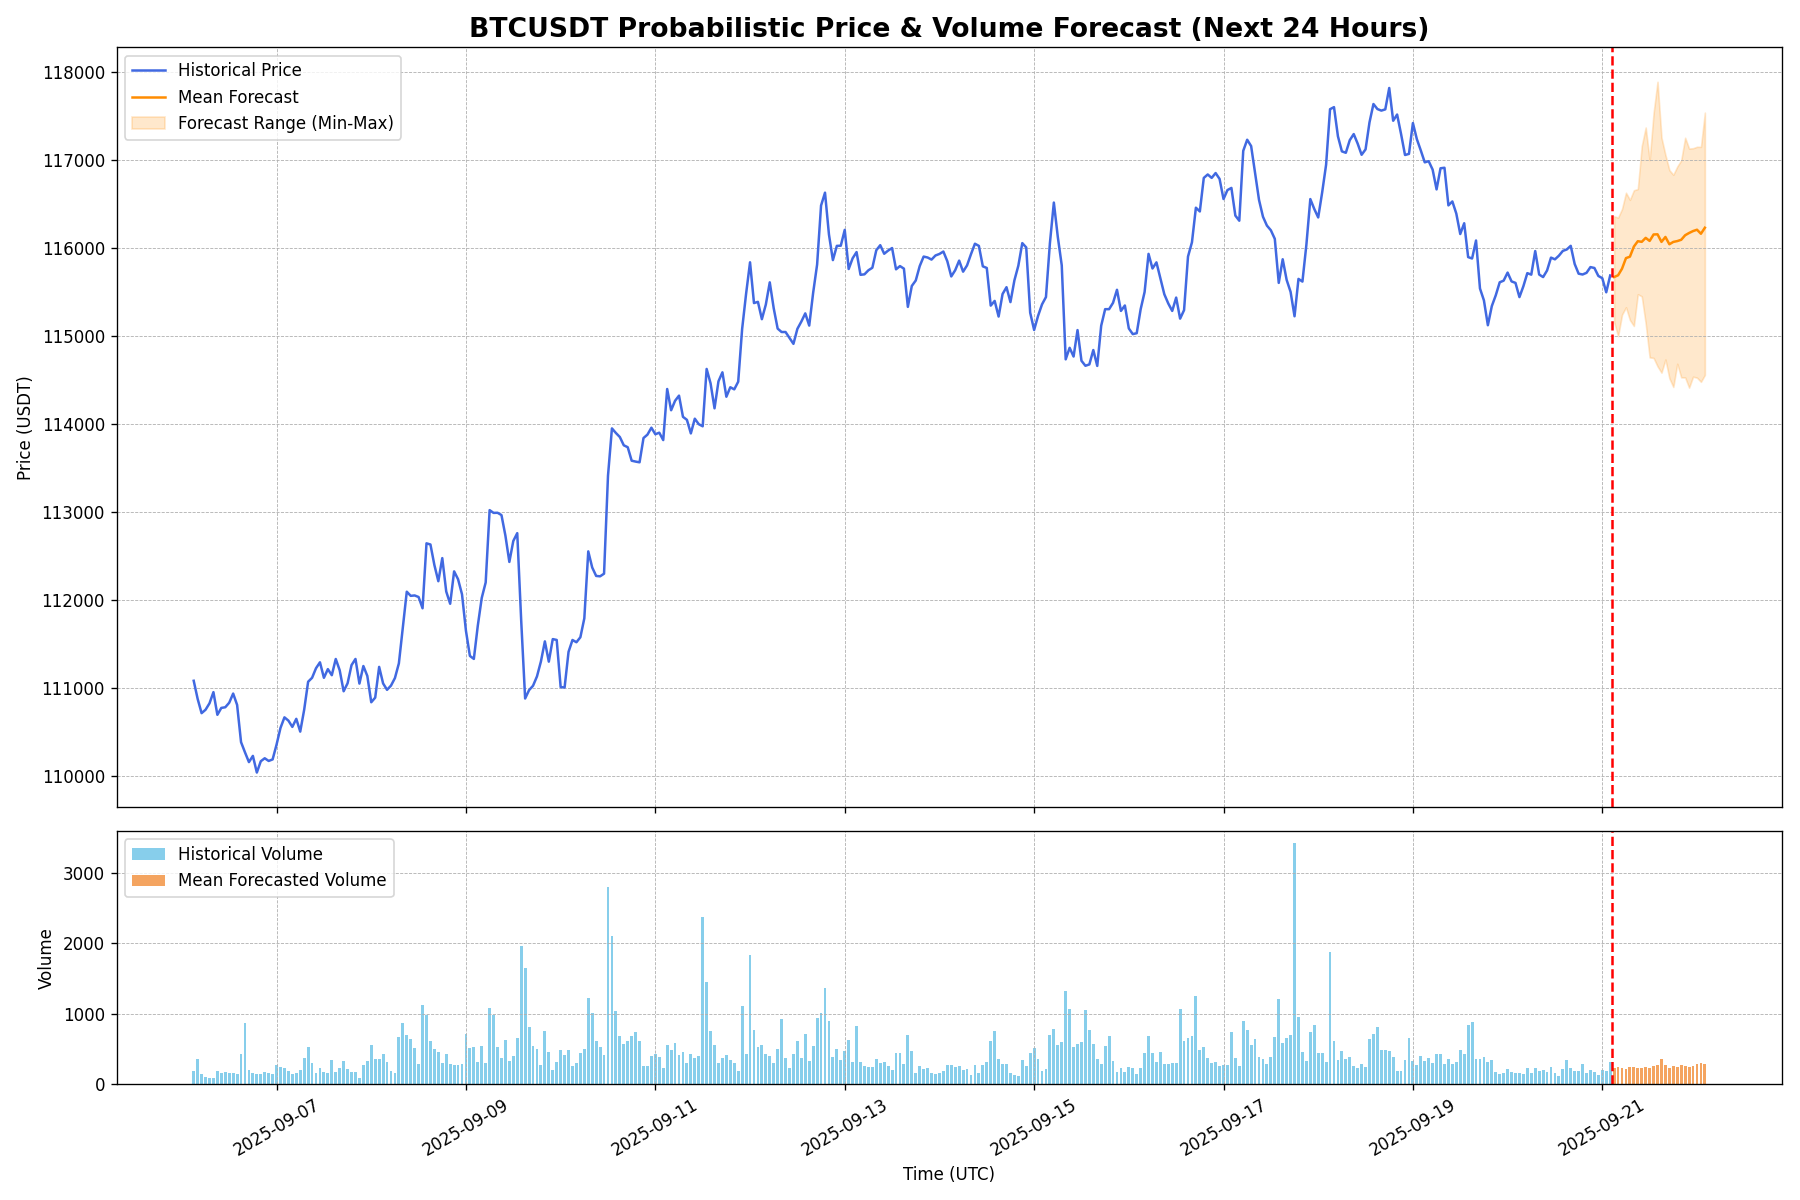 BTCUSDT Probabilistic Price & Volume Forecast (Next 24 Hours)
Historical Price
Mean Forecast
Forecast Range (Min-Max)
118000
117000
116000
115000
114000
113000
112000
111000
110000
Price (USDT)
Historical Volume
Mean Forecasted Volume
3000
2000
1000
0
Volume
2025-09-07
2025-09-09
2025-09-11
2025-09-13
2025-09-15
2025-09-17
2025-09-19
2025-09-21
Time (UTC)